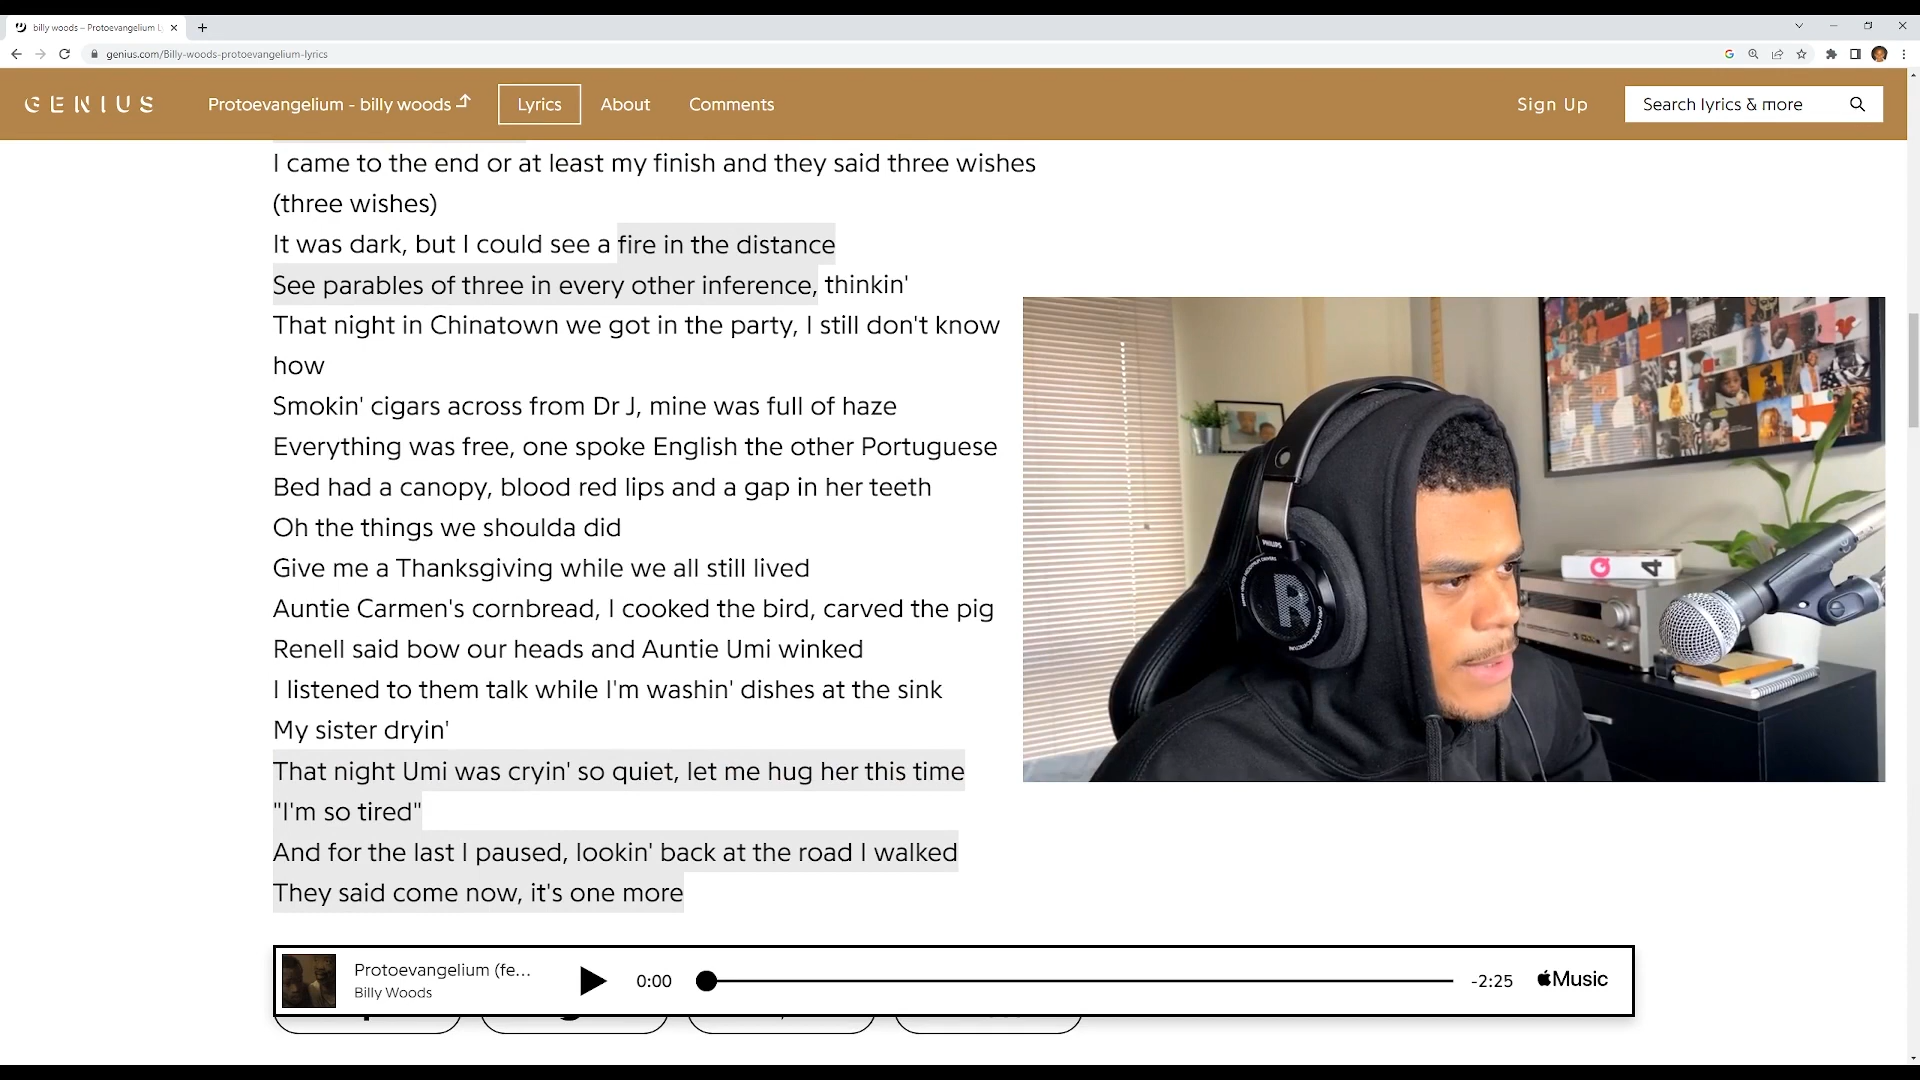 billy woods – Protoevangelium L
genius.com/Billy-woods-protoevangelium-lyrics
GENIUS
Protoevangelium - billy woods
Lyrics
About
Comments
Sign Up
Search lyrics & more
I came to the end or at least my finish and they said three wishes
(three wishes)
It was dark, but I could see a fire in the distance
See parables of three in every other inference, thinkin'
That night in Chinatown we got in the party, I still don't know
how
Smokin' cigars across from Dr J, mine was full of haze
Everything was free, one spoke English the other Portuguese
Bed had a canopy, blood red lips and a gap in her teeth
Oh the things we shoulda did
Give me a Thanksgiving while we all still lived
Auntie Carmen's cornbread, I cooked the bird, carved the pig
Renell said bow our heads and Auntie Umi winked
I listened to them talk while I'm washin' dishes at the sink
My sister dryin'
That night Umi was cryin' so quiet, let me hug her this time
"I'm so tired"
And for the last I paused, lookin' back at the road I walked
They said come now, it's one more
PHILIPS
R
4
Protoevangelium (fe...
Billy Woods
0:00
-2:25
Music